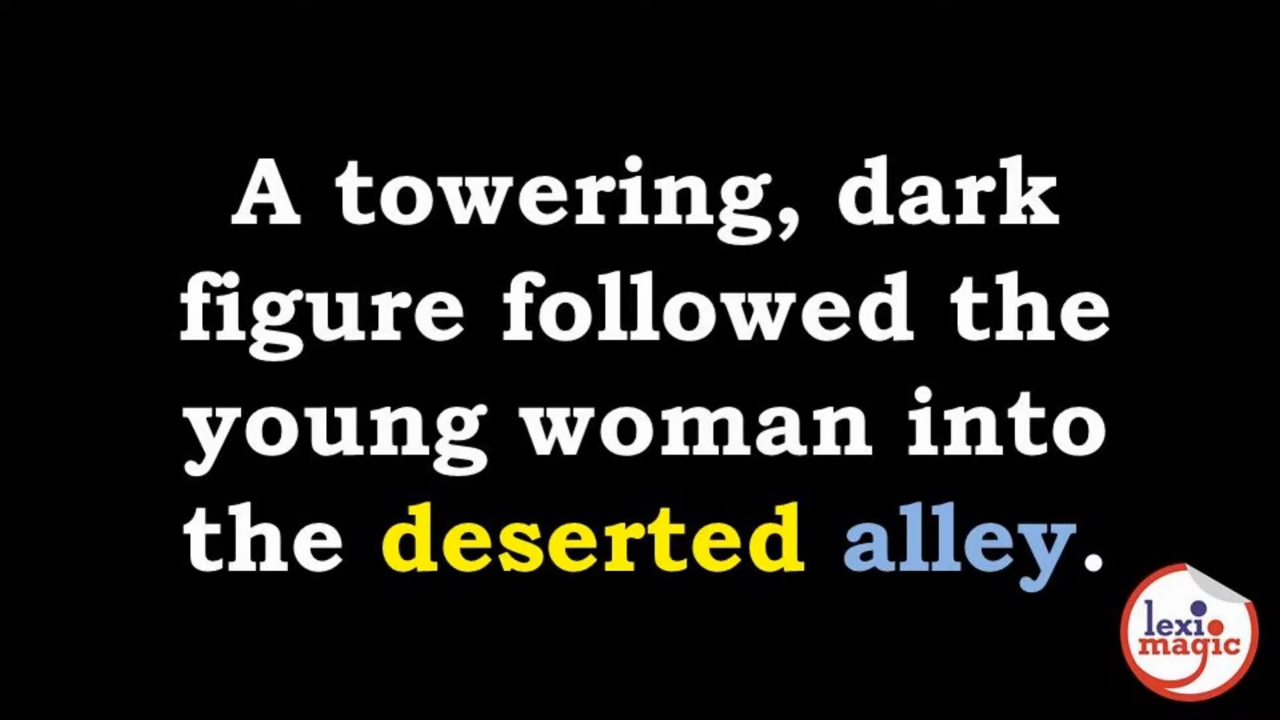 A towering, dark
figure followed the
young woman into
the deserted alley.
lexi
magic